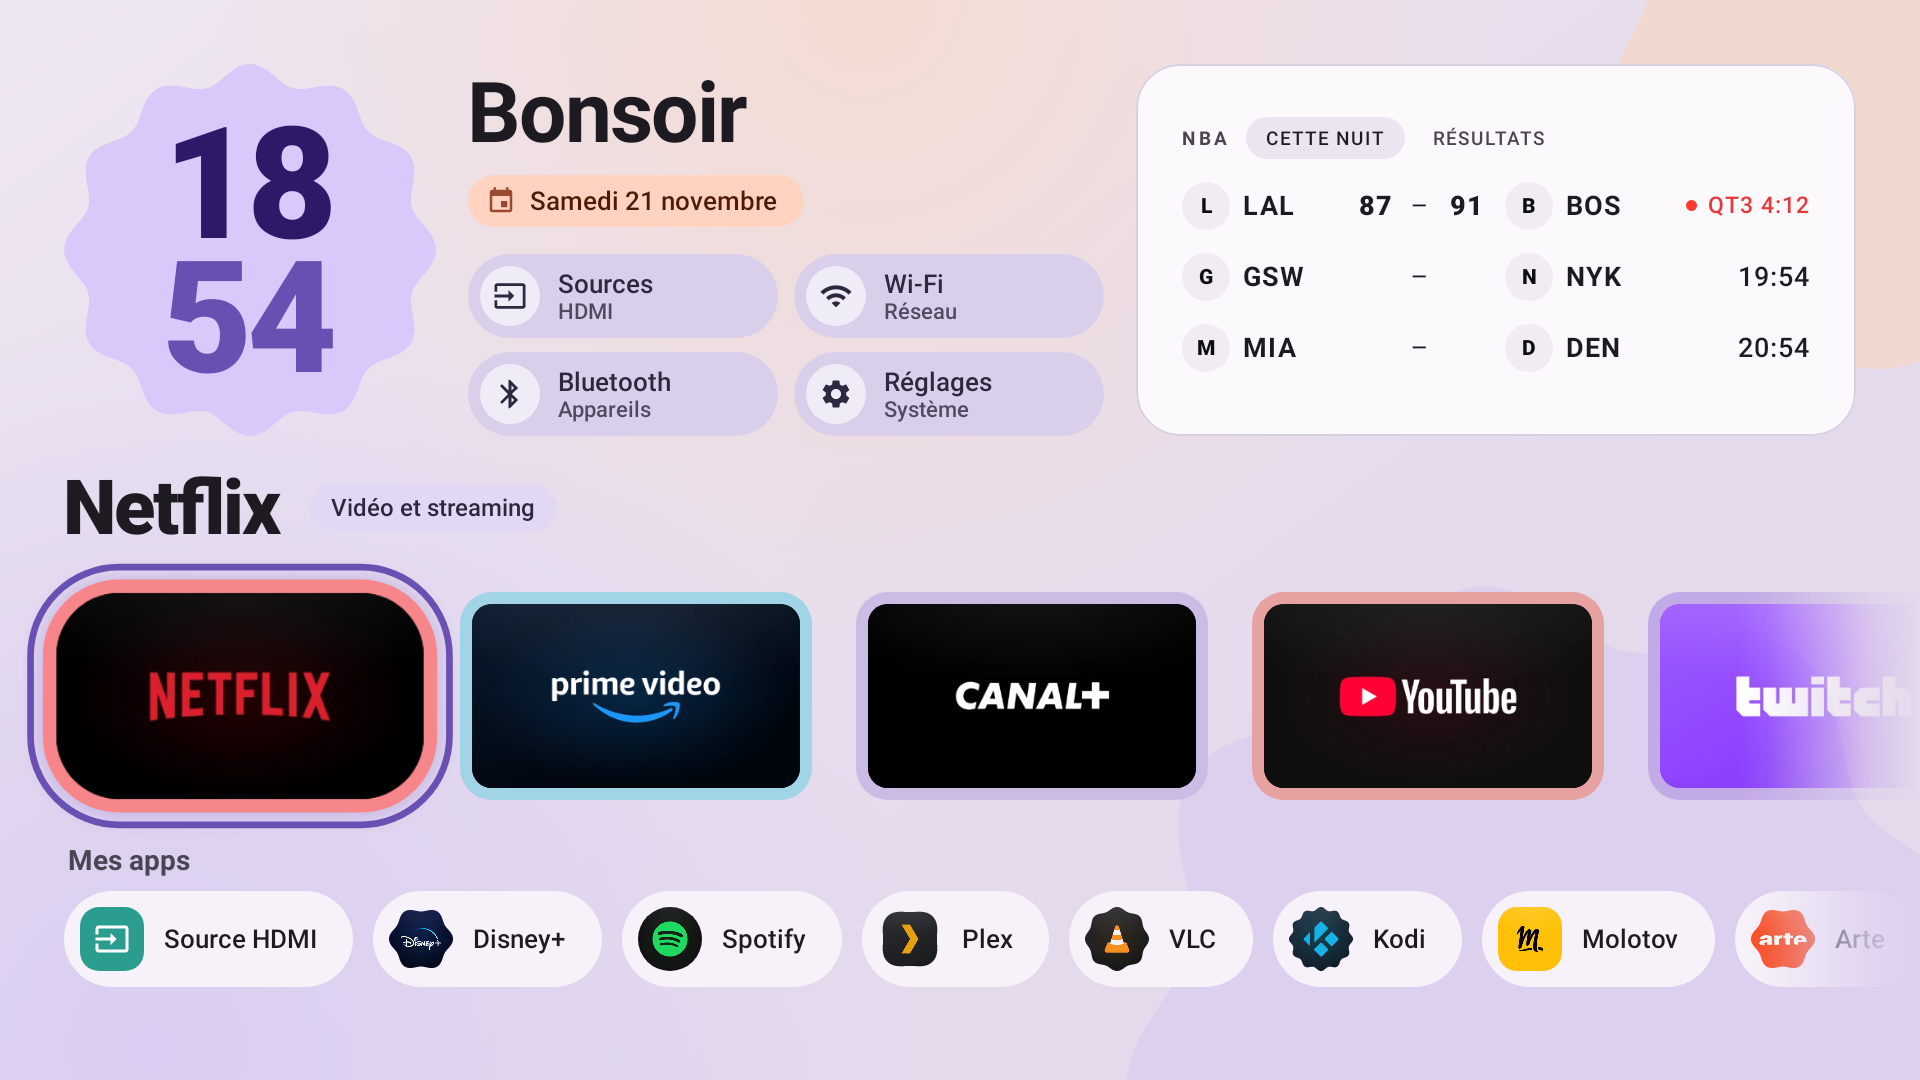 18
54
Bonsoir
Samedi 21 novembre
Sources
HDMI
Wi-Fi
Réseau
Bluetooth
Appareils
Réglages
Système
NBA CETTE NUIT RÉSULTATS
L LAL 87 – 91 B BOS QT3 4:12
G GSW – N NYK 19:54
M MIA – D DEN 20:54
Netflix Vidéo et streaming
NETFLIX
prime video
CANAL+
YouTube
twitch
Mes apps
Source HDMI
Disney+ Disney+
Spotify
Plex
VLC
Kodi
M. Molotov
arte Arte